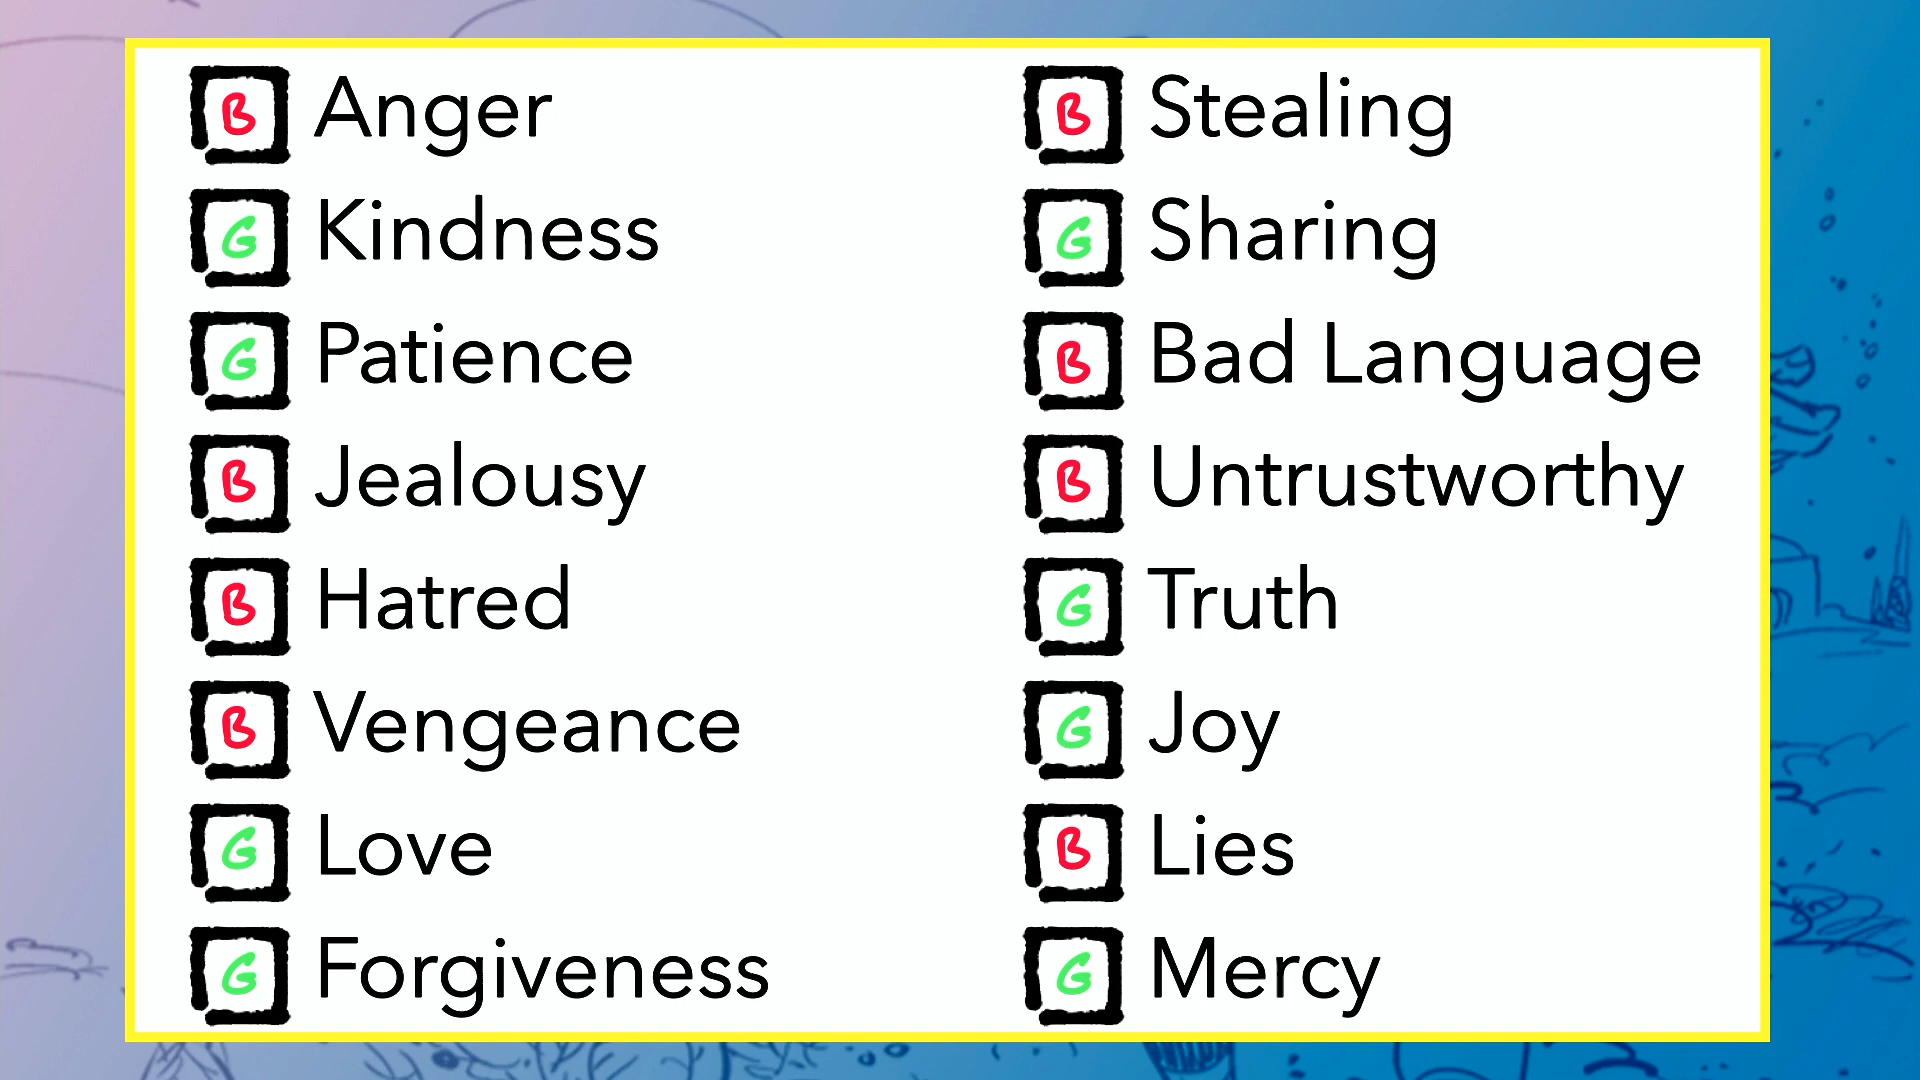 B Anger
G Kindness
G Patience
B Jealousy
B Hatred
B Vengeance
G Love
G Forgiveness
B Stealing
G Sharing
B Bad Language
B Untrustworthy
G Truth
G Joy
B Lies
G Mercy